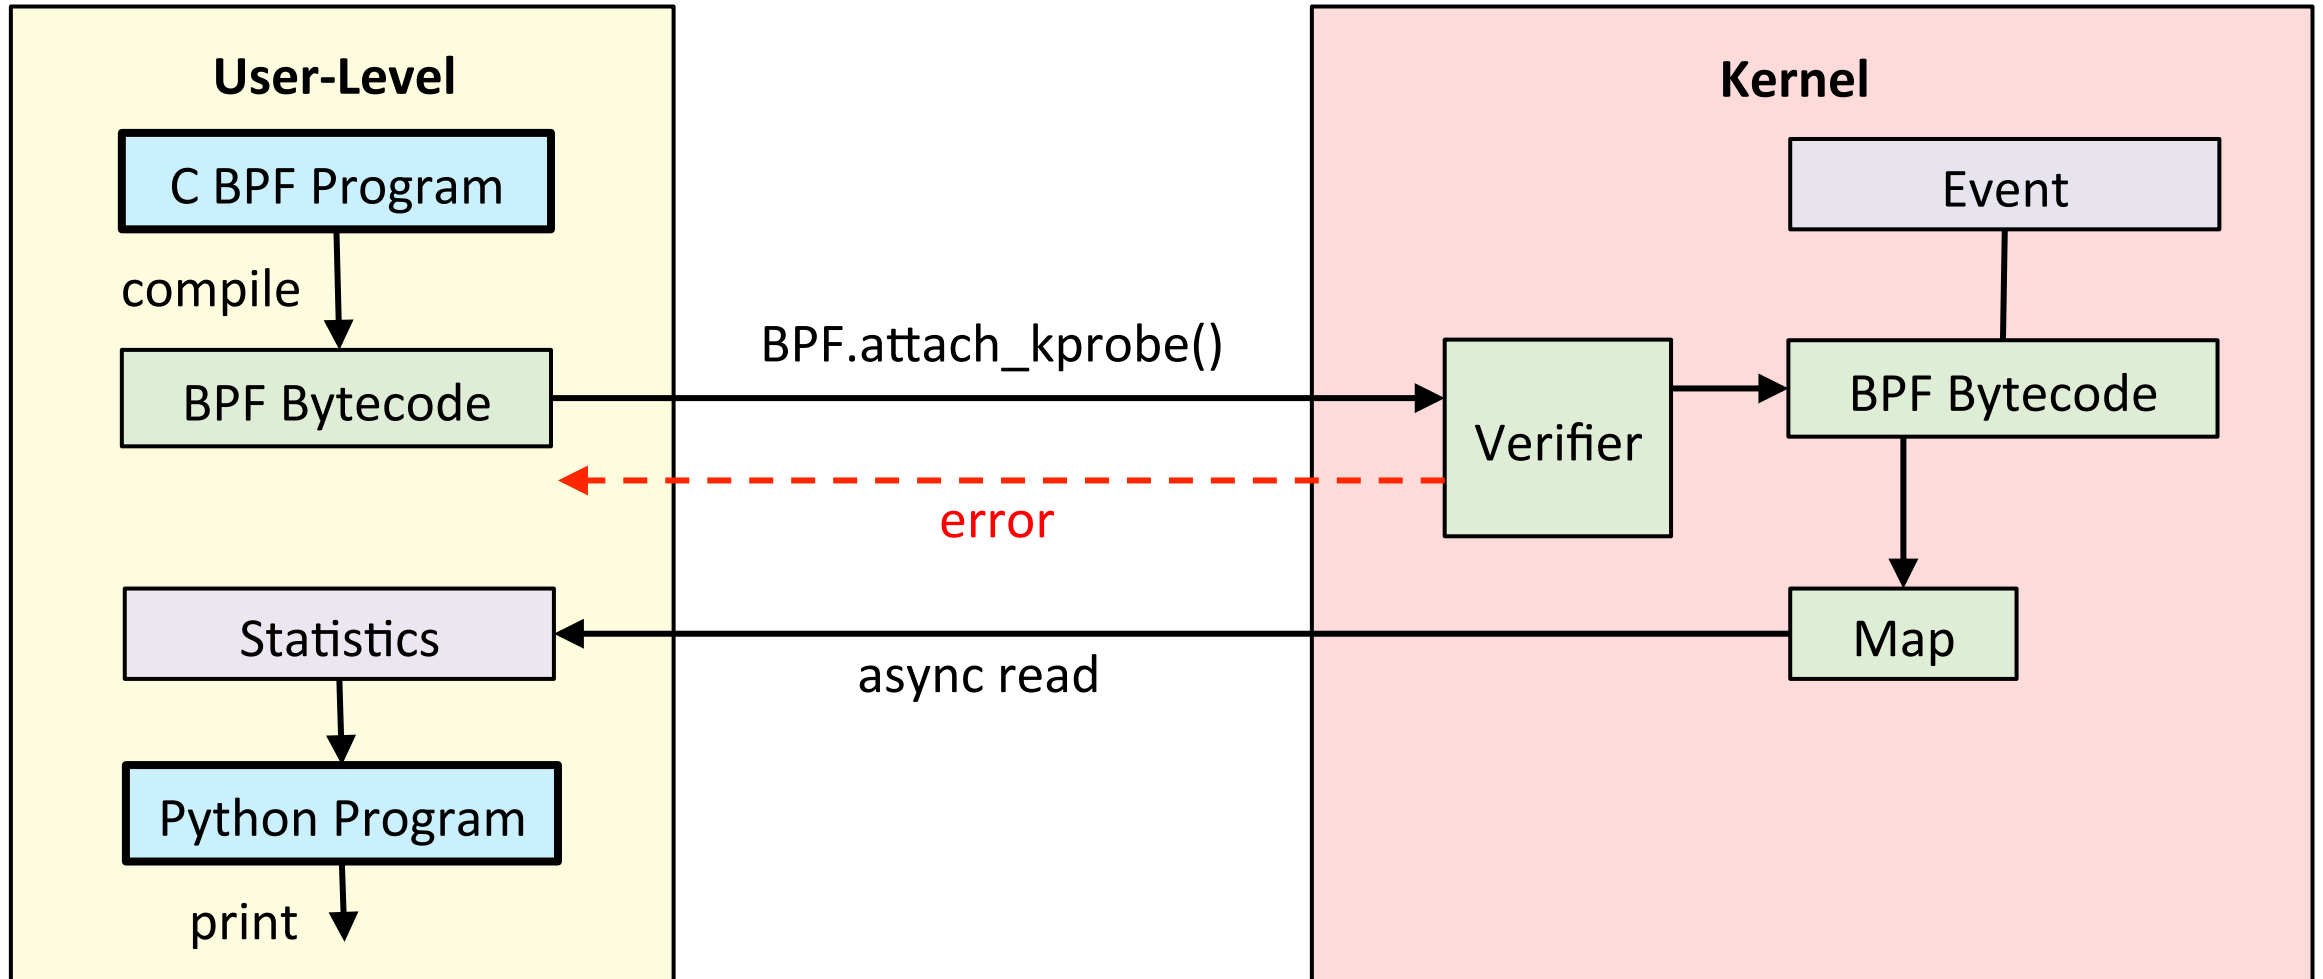 User-Level
C BPF Program
compile
BPF Bytecode
BPF.attach_kprobe()
error
Statistics
async read
Python Program
print
Kernel
Event
Verifier
BPF Bytecode
Map